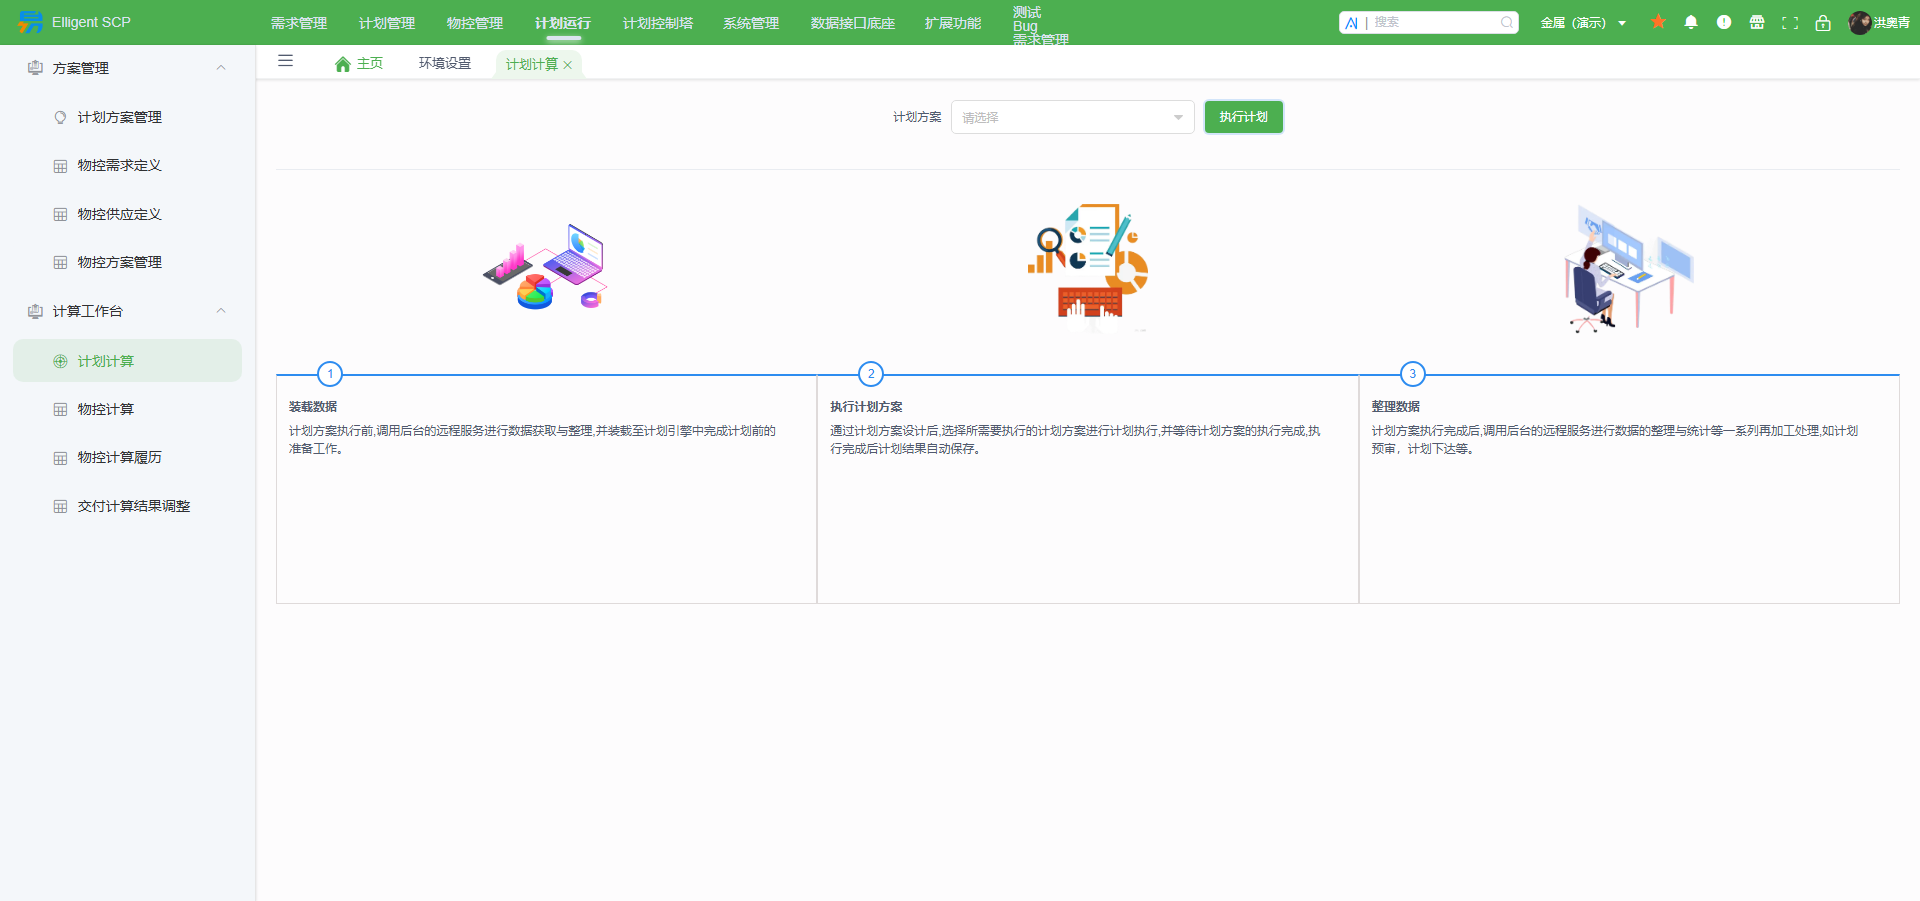 Elligent SCP
需求管理
计划管理
物控管理
计划运行
计划控制塔
系统管理
数据接口底座
扩展功能
测试
Bug
需求管理
AI | 搜索
金属（演示）
洪奥青
方案管理
计划方案管理
物控需求定义
物控供应定义
物控方案管理
计算工作台
计划计算
物控计算
物控计算履历
交付计算结果调整
主页
环境设置
计划计算
计划方案
请选择
执行计划
1
装载数据
计划方案执行前,调用后台的远程服务进行数据获取与整理,并装载至计划引擎中完成计划前的
准备工作。
2
执行计划方案
通过计划方案设计后,选择所需要执行的计划方案进行计划执行,并等待计划方案的执行完成,执
行完成后计划结果自动保存。
3
整理数据
计划方案执行完成后,调用后台的远程服务进行数据的整理与统计等一系列再加工处理,如计划
预审，计划下达等。